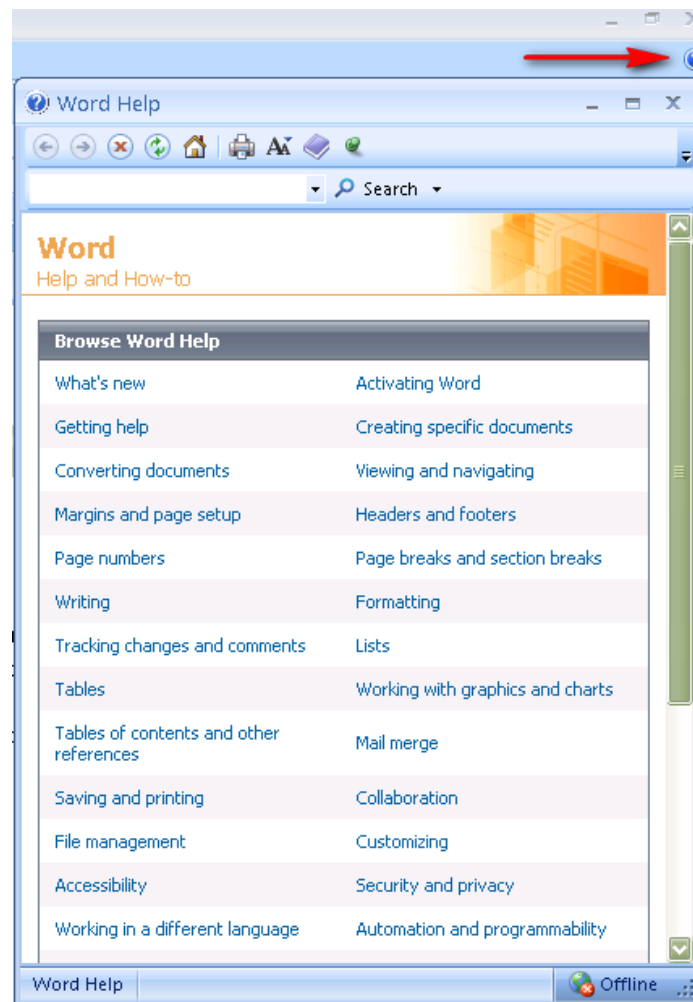 Word Help
Search
Word
Help and How-to
Browse Word Help
What's new Activating Word
Getting help Creating specific documents
Converting documents Viewing and navigating
Margins and page setup Headers and footers
Page numbers Page breaks and section breaks
Writing Formatting
Tracking changes and comments Lists
Tables Working with graphics and charts
Tables of contents and other
references
Mail merge
Saving and printing Collaboration
File management Customizing
Accessibility Security and privacy
Working in a different language Automation and programmability
Word Help Offline